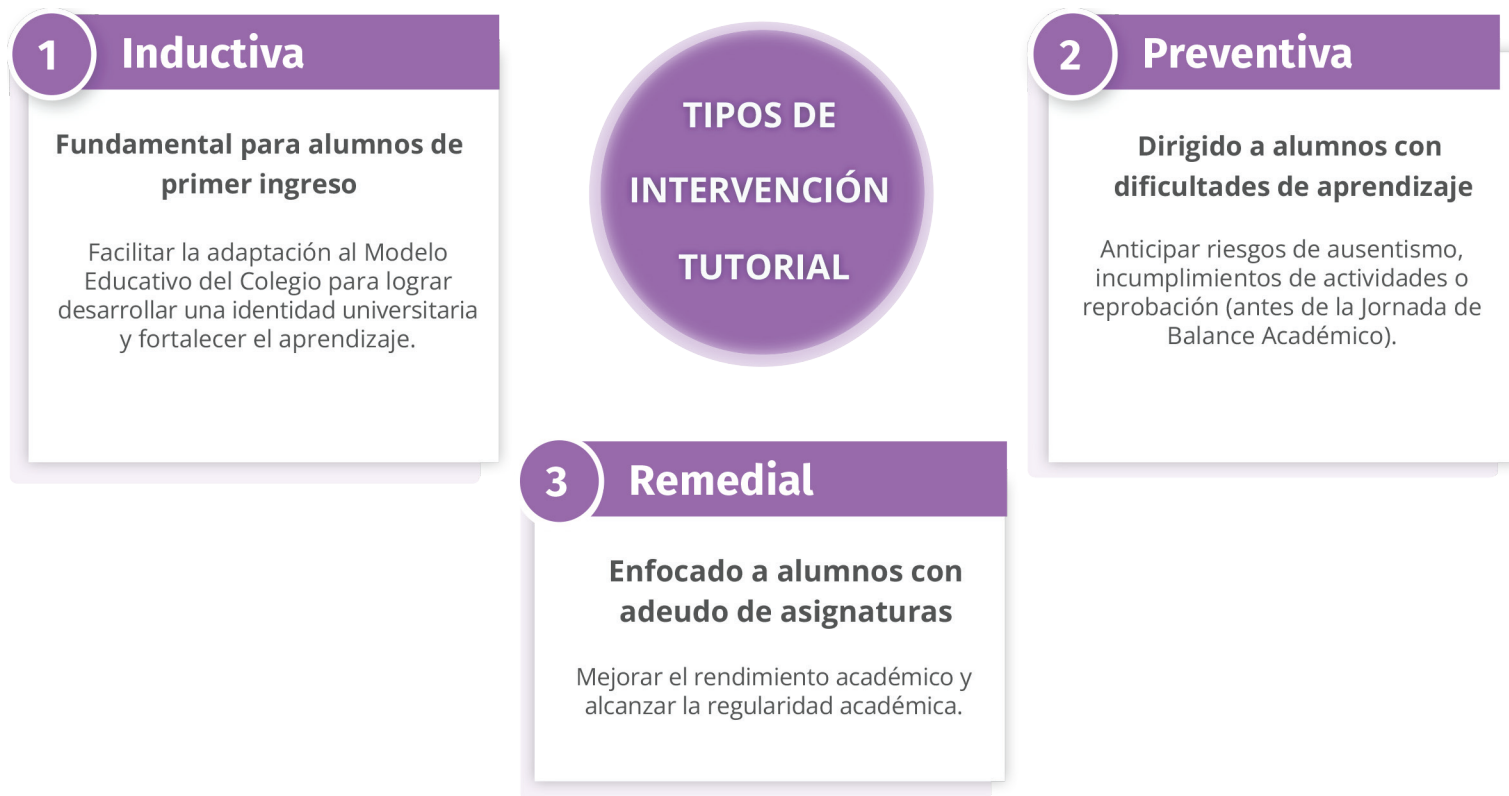 TIPOS DE
INTERVENCIÓN
TUTORIAL
1 Inductiva
Fundamental para alumnos de
primer ingreso
Facilitar la adaptación al Modelo
Educativo del Colegio para lograr
desarrollar una identidad universitaria
y fortalecer el aprendizaje.
2 Preventiva
Dirigido a alumnos con
dificultades de aprendizaje
Anticipar riesgos de ausentismo,
incumplimientos de actividades o
reprobación (antes de la Jornada de
Balance Académico).
3 Remedial
Enfocado a alumnos con
adeudo de asignaturas
Mejorar el rendimiento académico y
alcanzar la regularidad académica.